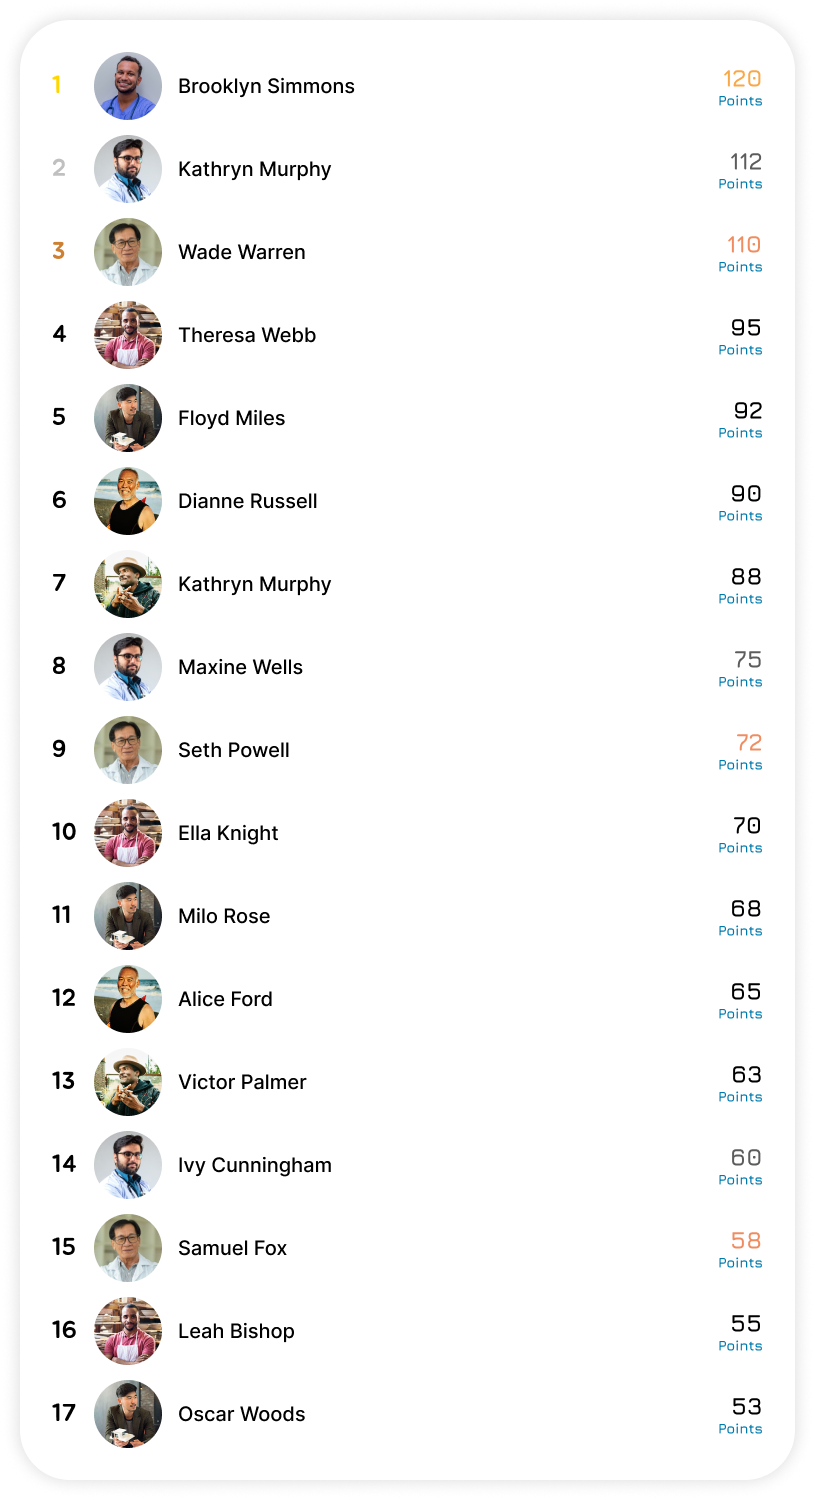 1 Brooklyn Simmons 120
Points
2 Kathryn Murphy 112
Points
3 Wade Warren 110
Points
4 Theresa Webb 95
Points
5 Floyd Miles 92
Points
6 Dianne Russell 90
Points
7 Kathryn Murphy 88
Points
8 Maxine Wells 75
Points
9 Seth Powell 72
Points
10 Ella Knight 70
Points
11 Milo Rose 68
Points
12 Alice Ford 65
Points
13 Victor Palmer 63
Points
14 Ivy Cunningham 60
Points
15 Samuel Fox 58
Points
16 Leah Bishop 55
Points
17 Oscar Woods 53
Points